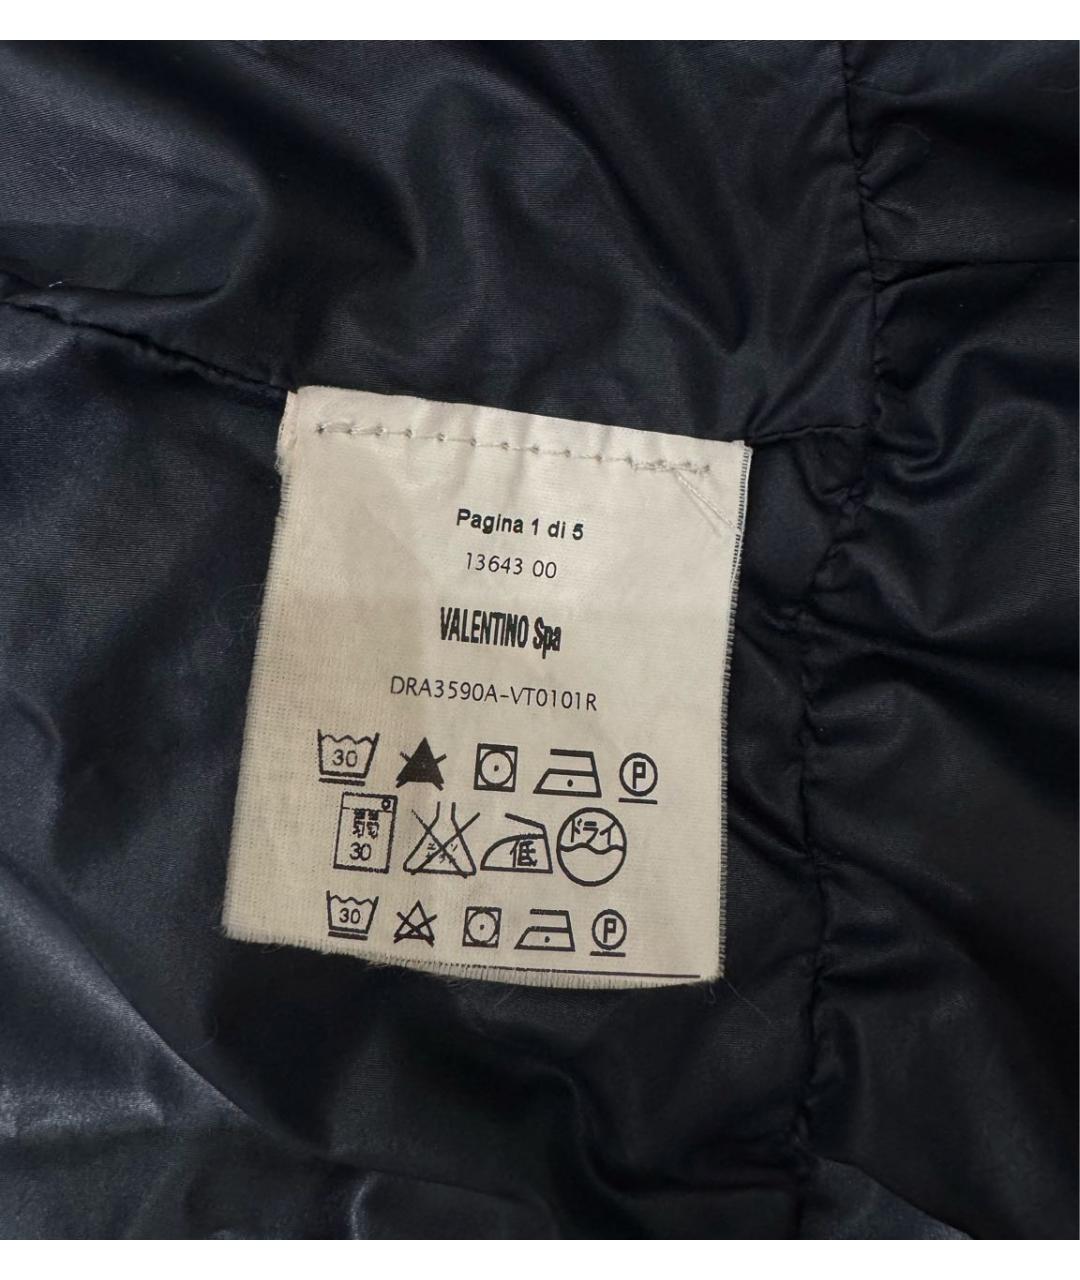 Pagina 1 di 5
13643 00
VALENTINO Spa
DRA3590A-VT0101R
30 P
30 低 ドライ
30 P